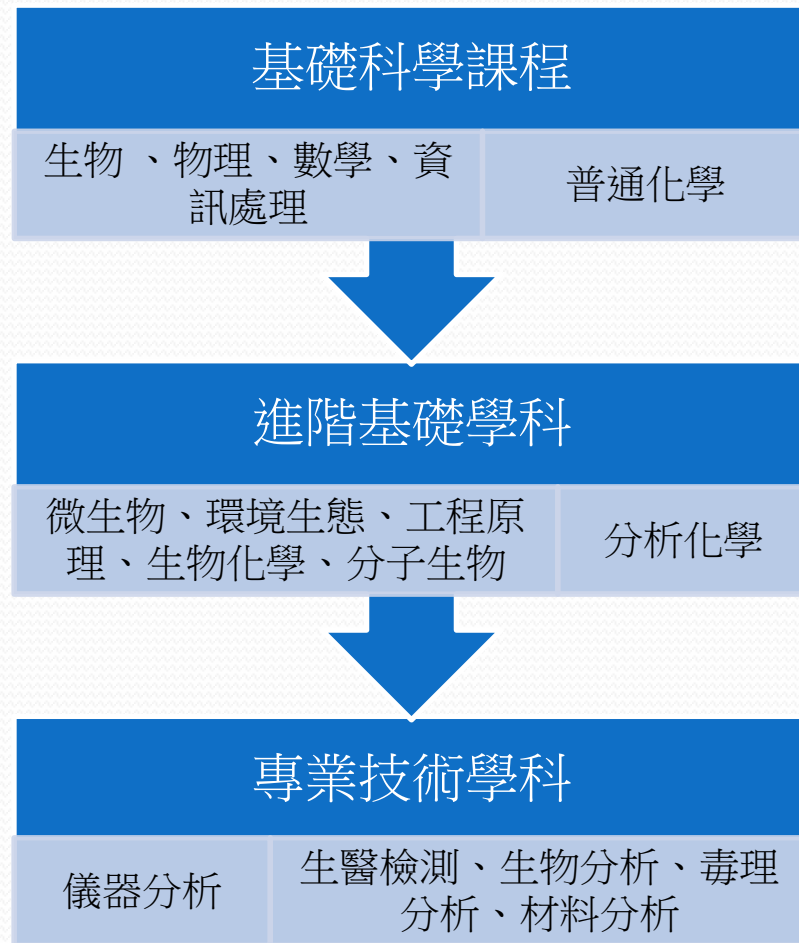 基礎科學課程
生物 、物理、數學、資
訊處理
普通化學
進階基礎學科
微生物、環境生態、工程原
理、生物化學、分子生物
分析化學
專業技術學科
儀器分析
生醫檢測、生物分析、毒理
分析、材料分析